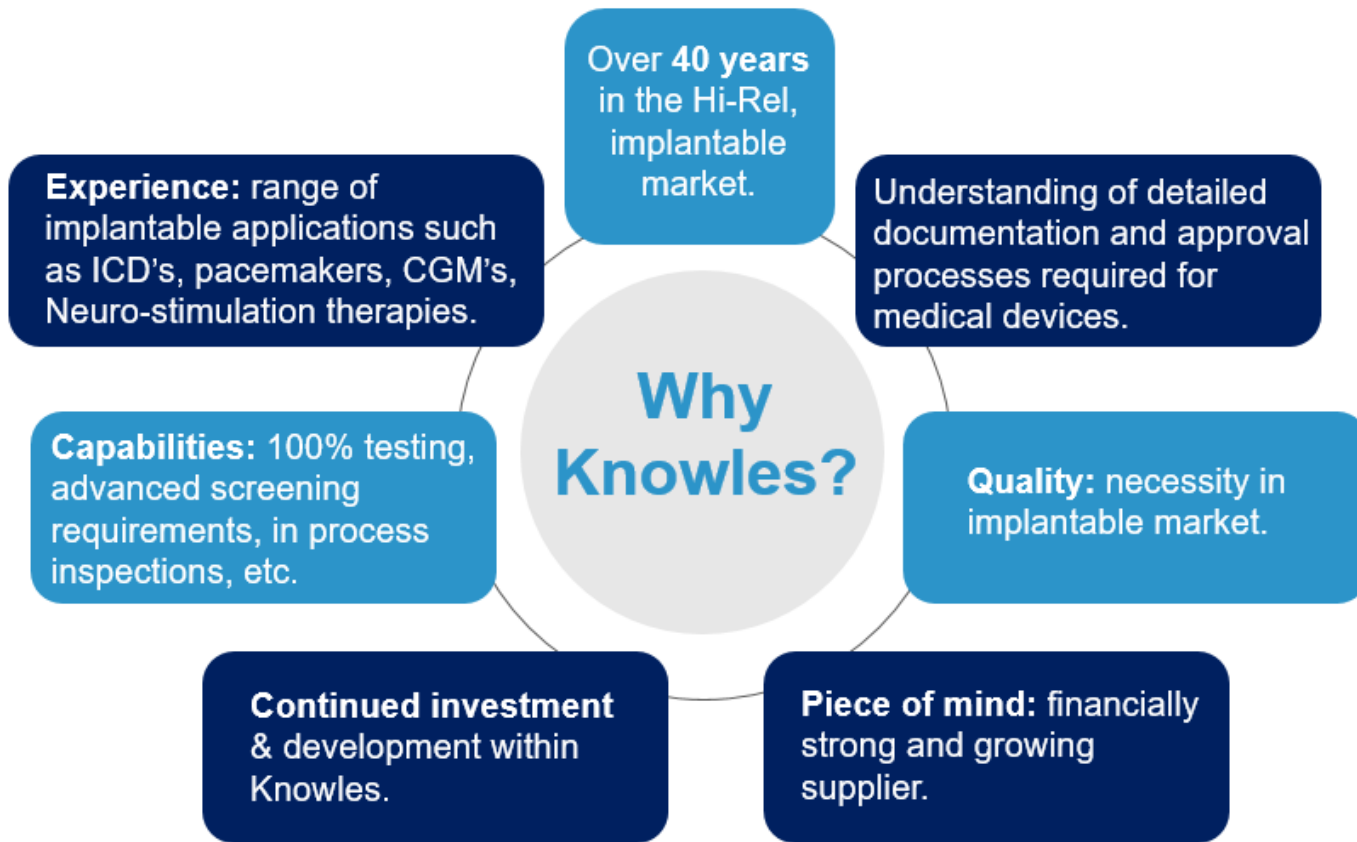 Over 40 years
in the Hi-Rel,
implantable
market.
Experience: range of
implantable applications such
as ICD's, pacemakers, CGM's,
Neuro-stimulation therapies.
Understanding of detailed
documentation and approval
processes required for
medical devices.
Why
Knowles?
Capabilities: 100% testing,
advanced screening
requirements, in process
inspections, etc.
Quality: necessity in
implantable market.
Continued investment
& development within
Knowles.
Piece of mind: financially
strong and growing
supplier.